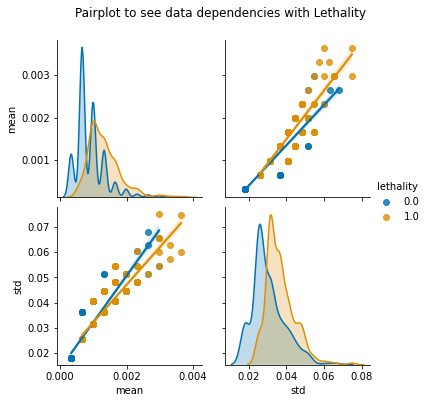 Pairplot to see data dependencies with Lethality
0.003
0.002
0.001
mean
lethality
0.0
1.0
0.07
0.06
0.05
0.04
0.03
0.02
std
0.000 0.002 0.004
mean
0.02 0.04 0.06 0.08
std